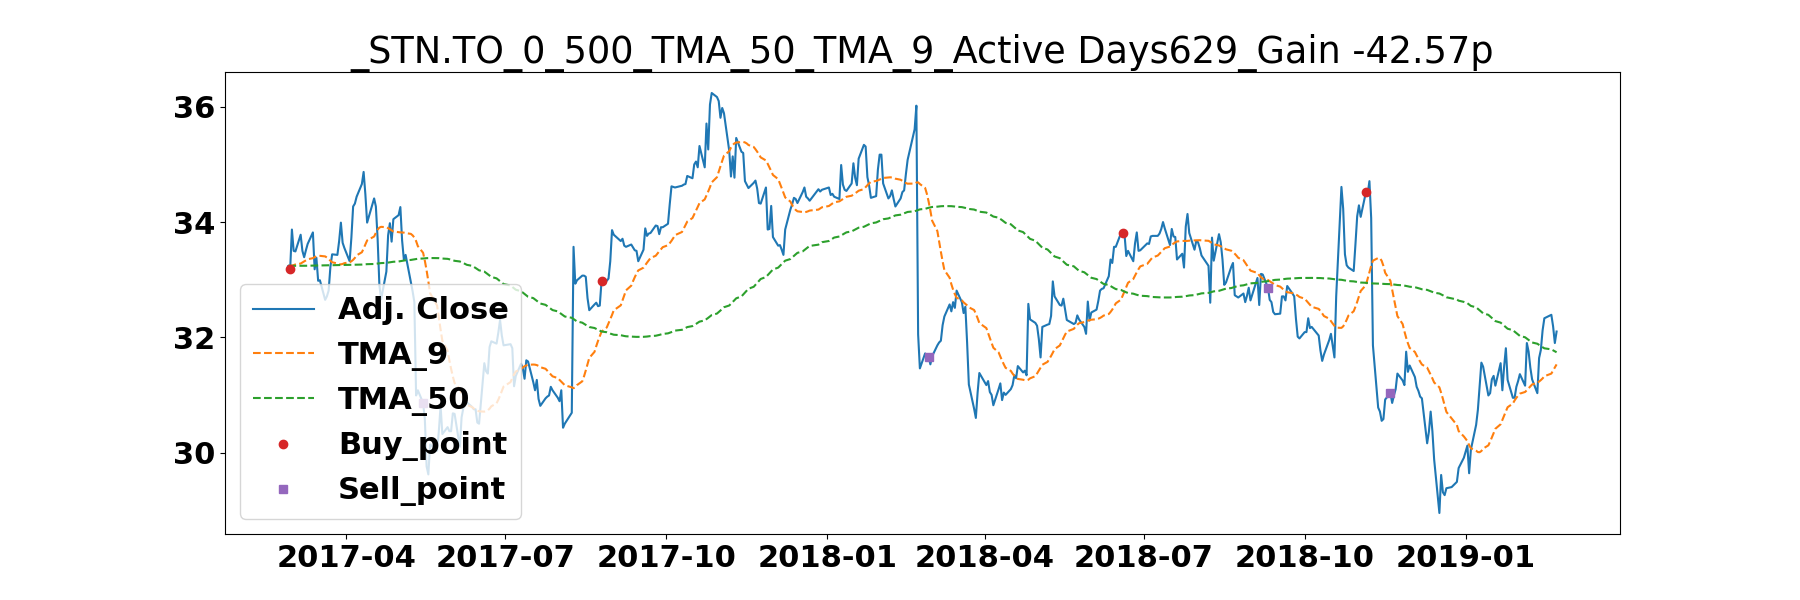 _STN.TO_0_500_TMA_50_TMA_9_Active Days629_Gain -42.57p
36
34
32
30
Adj. Close
TMA_9
TMA_50
Buy_point
Sell_point
2017-04 2017-07 2017-10 2018-01 2018-04 2018-07 2018-10 2019-01